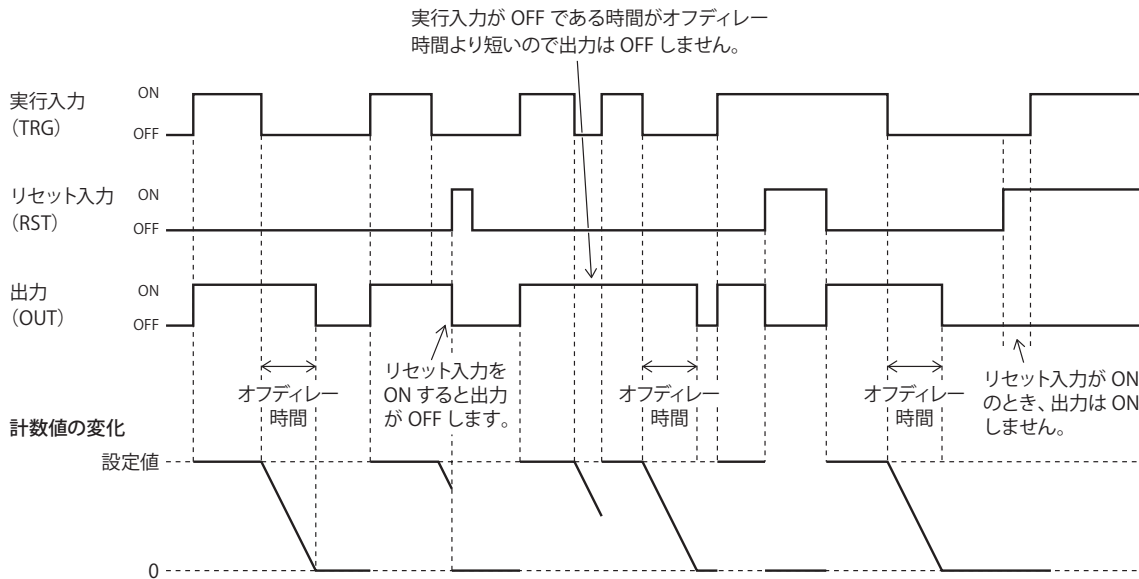 実行入力が OFF である時間がオフディレー
時間より短いので出力は OFF しません。
実行入力
（TRG）
ON
OFF
リセット入力
（RST）
ON
OFF
出力
（OUT）
ON
OFF
オフディレー
時間
リセット入力を
ON すると出力
が OFF します。
オフディレー
時間
オフディレー
時間
リセット入力が ON
のとき、出力は ON
しません。
計数値の変化
設定値
0